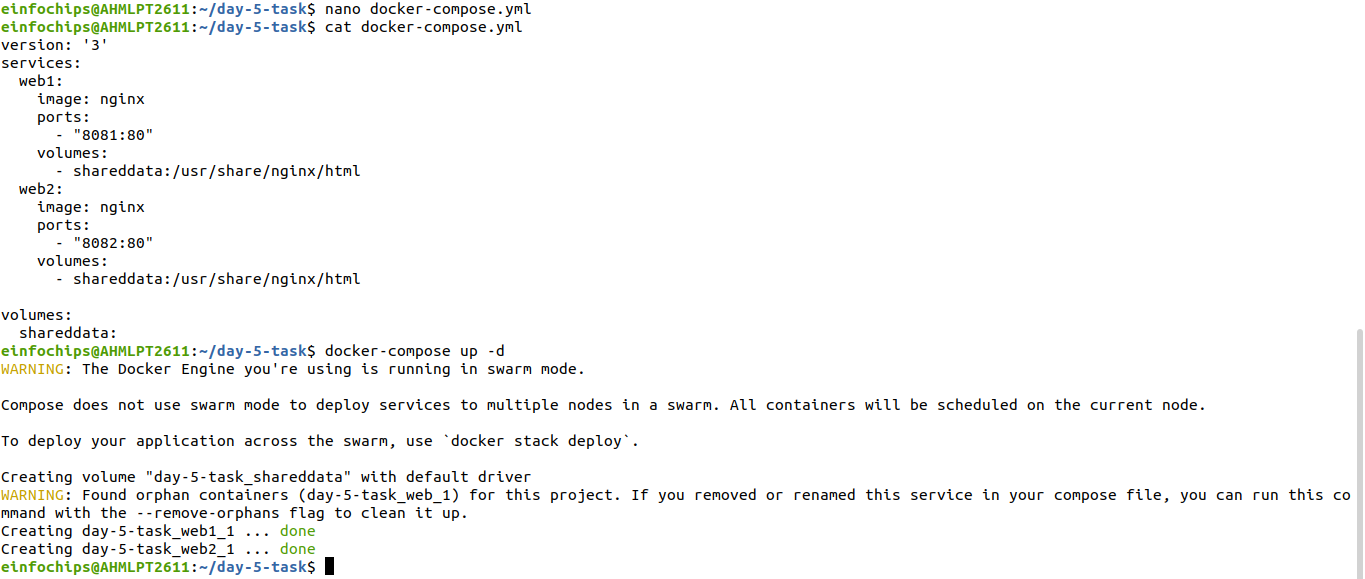 einfochips@AHMLPT2611:~/day-5-task$ nano docker-compose.yml
einfochips@AHMLPT2611:~/day-5-task$ cat docker-compose.yml
version: '3'
services:
  web1:
    image: nginx
    ports:
      - "8081:80"
    volumes:
      - shareddata:/usr/share/nginx/html
  web2:
    image: nginx
    ports:
      - "8082:80"
    volumes:
      - shareddata:/usr/share/nginx/html

volumes:
  shareddata:
einfochips@AHMLPT2611:~/day-5-task$ docker-compose up -d
WARNING: The Docker Engine you're using is running in swarm mode.

Compose does not use swarm mode to deploy services to multiple nodes in a swarm. All containers will be scheduled on the current node.

To deploy your application across the swarm, use `docker stack deploy`.

Creating volume "day-5-task_shareddata" with default driver
WARNING: Found orphan containers (day-5-task_web_1) for this project. If you removed or renamed this service in your compose file, you can run this co
mmand with the --remove-orphans flag to clean it up.
Creating day-5-task_web1_1 ... done
Creating day-5-task_web2_1 ... done
einfochips@AHMLPT2611:~/day-5-task$